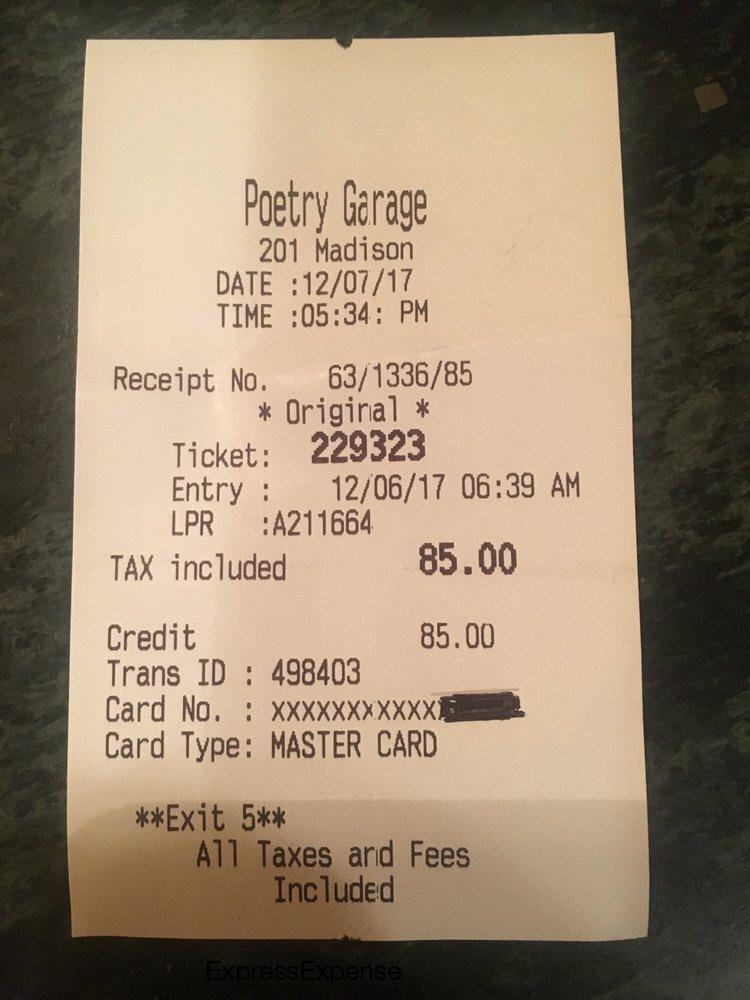 Poetry Garage
201 Madison
DATE :12/07/17
TIME :05:34: PM
Receipt No. 63/1336/85
* Original *
Ticket: 229323
Entry : 12/06/17 06:39 AM
LPR :A211664
TAX included 85.00
Credit 85.00
Trans ID : 498403
Card No. : XXXXXXXXXXXX
Card Type: MASTER CARD
**Exit 5**
All Taxes and Fees
Included
ExpressExpense